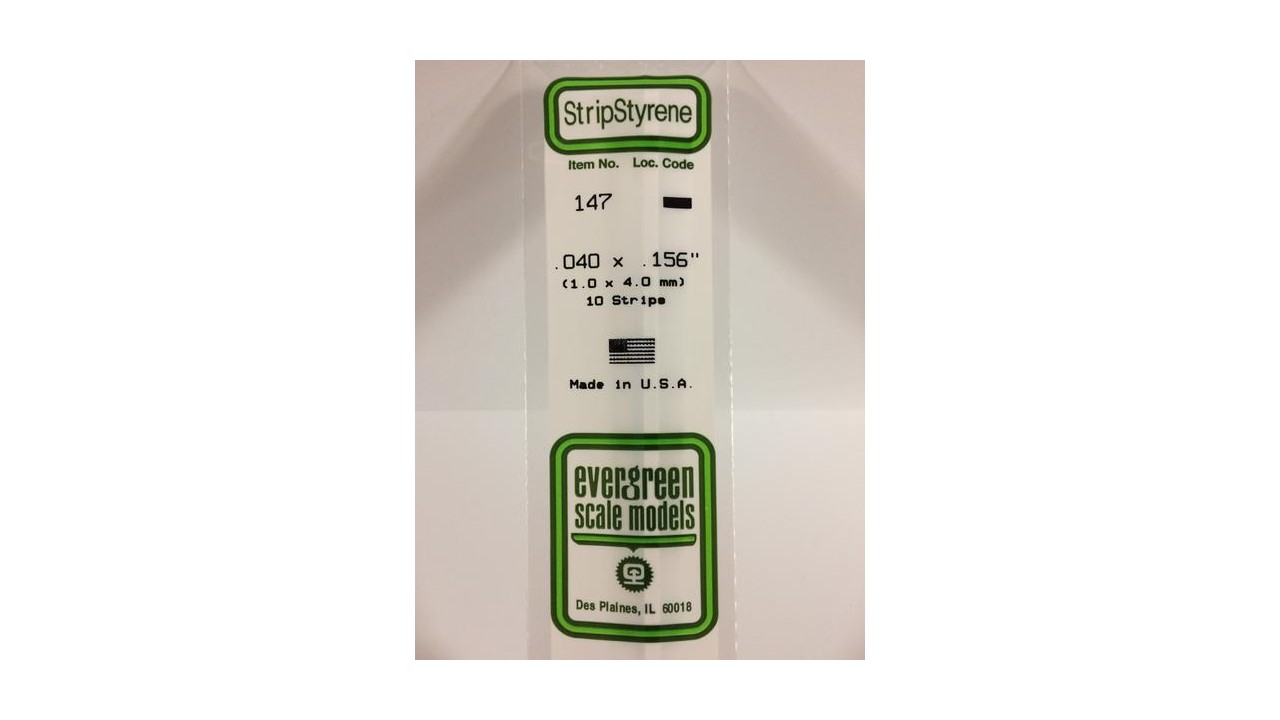 StripStyrene
Item No. Loc. Code
147
.040 x .156"
(1.0 x 4.0 mm)
10 Strips
Made in U.S.A.
evergreen
scale models
Des Plaines, IL 60018